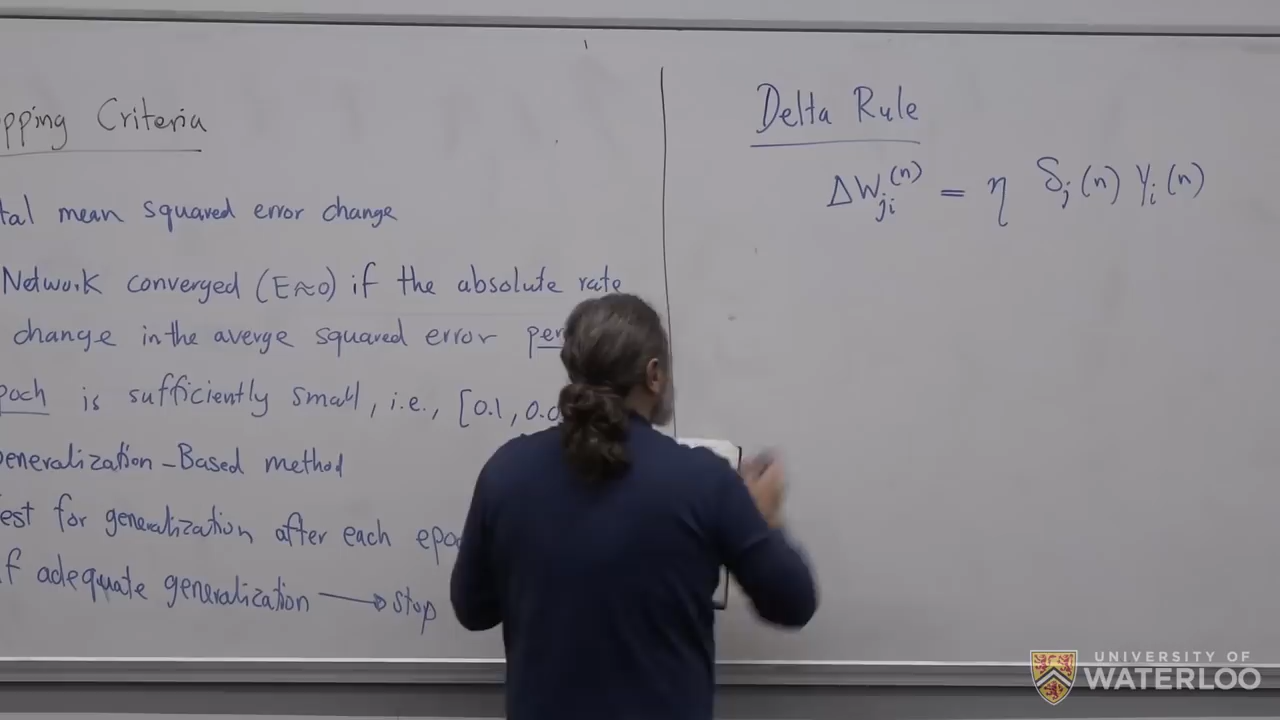 pping Criteria
tal mean squared error change
Network converged (E≈0) if the absolute rate
change in the averge squared error per
poch is sufficiently small, i.e., [0.1, 0.0
eneralization-Based method
est for generalization after each epoc
f adequate generalization → stop
Delta Rule
ΔW_ji^(n) = η δ_j(n) Y_i(n)
UNIVERSITY OF
WATERLOO